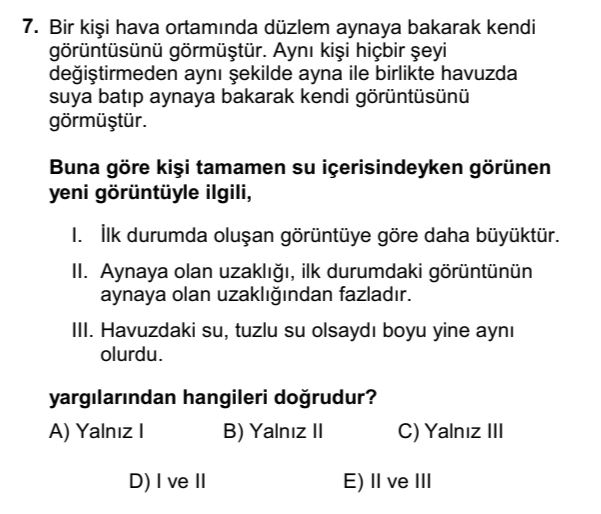 7. Bir kişi hava ortamında düzlem aynaya bakarak kendi
görüntüsünü görmüştür. Aynı kişi hiçbir şeyi
değiştirmeden aynı şekilde ayna ile birlikte havuzda
suya batıp aynaya bakarak kendi görüntüsünü
görmüştür.
Buna göre kişi tamamen su içerisindeyken görünen
yeni görüntüyle ilgili,
I. İlk durumda oluşan görüntüye göre daha büyüktür.
II. Aynaya olan uzaklığı, ilk durumdaki görüntünün
aynaya olan uzaklığından fazladır.
III. Havuzdaki su, tuzlu su olsaydı boyu yine aynı
olurdu.
yargılarından hangileri doğrudur?
A) Yalnız I B) Yalnız II C) Yalnız III
D) I ve II E) II ve III